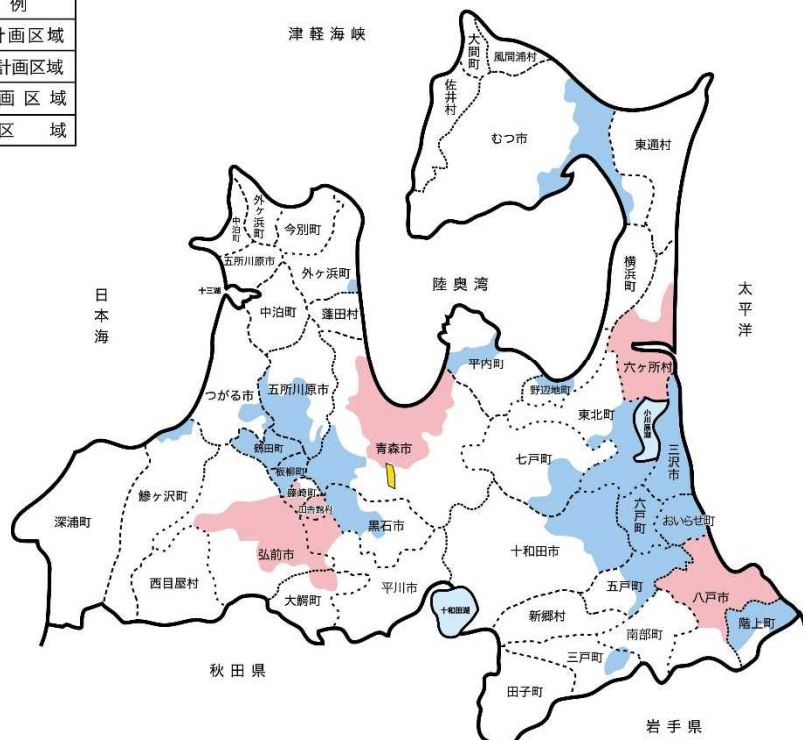 例
計画区域
計画区域
画区域
区域
津軽海峡
大間町
風間浦村
佐井村
むつ市
東通村
外ヶ浜町
中泊町
今別町
五所川原市
外ヶ浜町
横浜町
陸奥湾
太平洋
日本海
十三湖
中泊町
蓬田村
平内町
六ヶ所村
野辺地町
つがる市
五所川原市
東北町
小川原湖
青森市
鶴田町
七戸町
三沢市
板柳町
鰺ヶ沢町
藤崎町
田舎館村
六戸町
おいらせ町
深浦町
黒石市
弘前市
十和田市
西目屋村
平川市
五戸町
八戸市
大鰐町
十和田湖
新郷村
階上町
南部町
三戸町
秋田県
田子町
岩手県